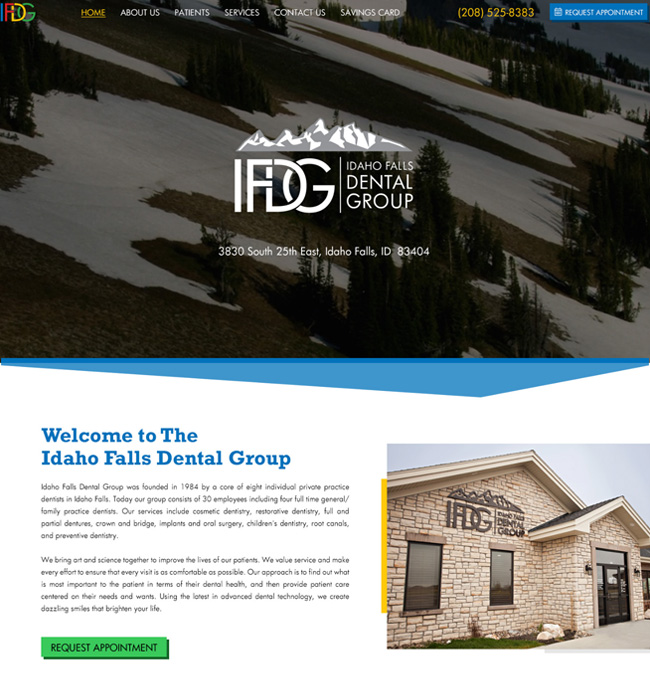 IFDG HOME ABOUT US PATIENTS SERVICES CONTACT US SAVINGS CARD (208) 525-8383 REQUEST APPOINTMENT
IFDG
IDAHO FALLS
DENTAL
GROUP
3830 South 25th East, Idaho Falls, ID. 83404
Welcome to The
Idaho Falls Dental Group
Idaho Falls Dental Group was founded in 1984 by a core of eight individual private practice
dentists in Idaho Falls. Today our group consists of 30 employees including four full time general/
family practice dentists. Our services include cosmetic dentistry, restorative dentistry, full and
partial dentures, crown and bridge, implants and oral surgery, children's dentistry, root canals,
and preventive dentistry.
We bring art and science together to improve the lives of our patients. We value service and make
every effort to ensure that every visit is as comfortable as possible. Our approach is to find out what
is most important to the patient in terms of their dental health, and then provide patient care
centered on their needs and wants. Using the latest in advanced dental technology, we create
dazzling smiles that brighten your life.
IFDG
IDAHO FALLS
DENTAL
GROUP
REQUEST APPOINTMENT